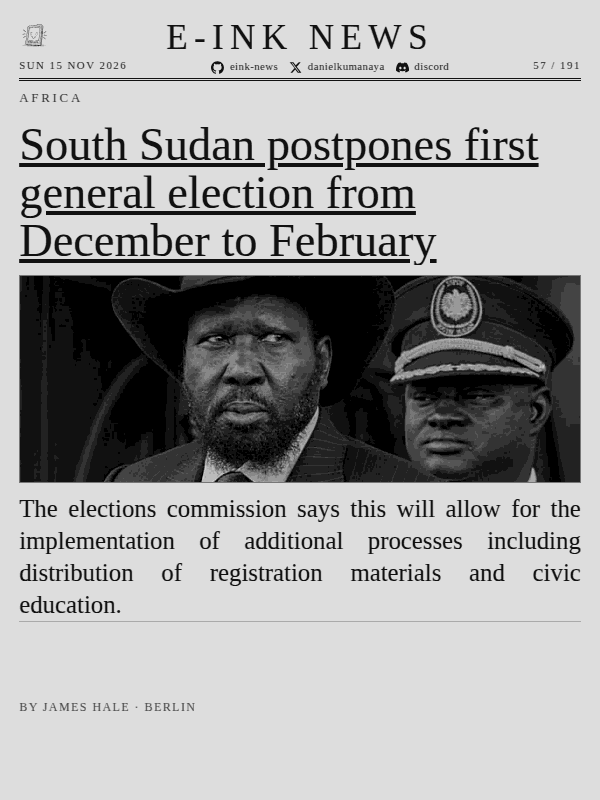 E-INK NEWS
SUN 15 NOV 2026
eink-news danielkumanaya discord
57 / 191
AFRICA
South Sudan postpones first
general election from
December to February
The elections commission says this will allow for the
implementation of additional processes including
distribution of registration materials and civic
education.
BY JAMES HALE · BERLIN